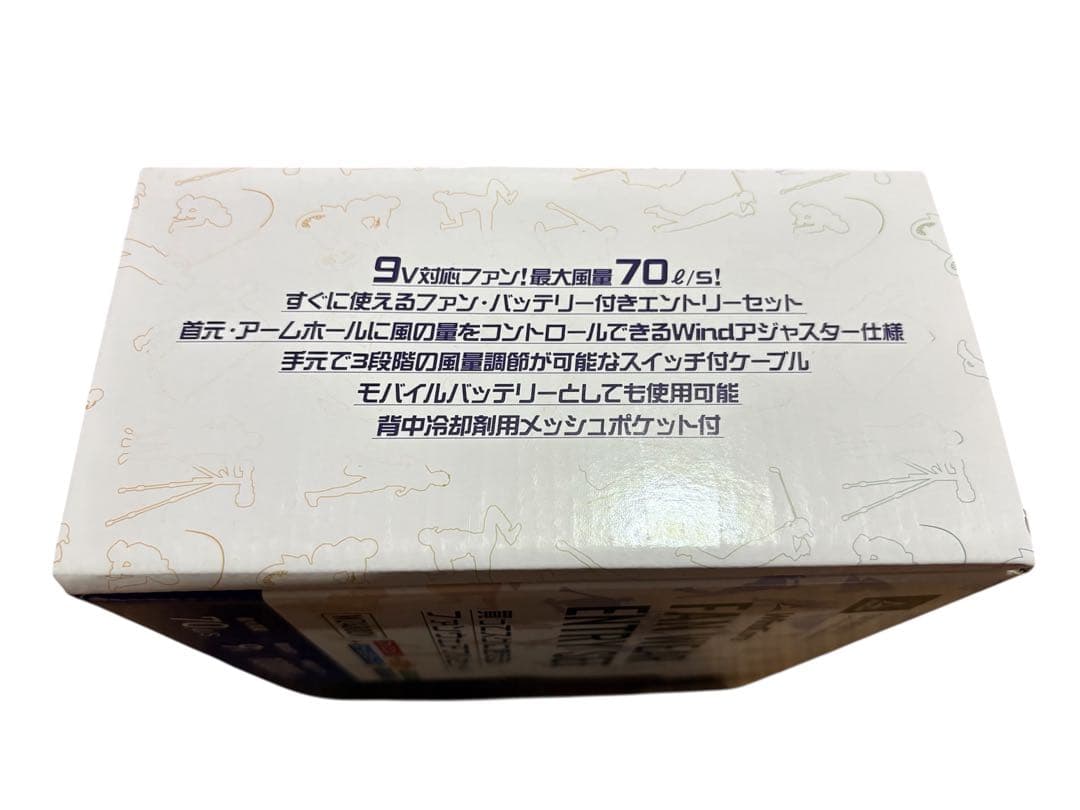 9V対応ファン!最大風量70ℓ/s!
すぐに使えるファン・バッテリー付きエントリーセット
首元・アームホールに風の量をコントロールできるWindアジャスター仕様
手元で3段階の風量調節が可能なスイッチ付ケーブル
モバイルバッテリーとしても使用可能
背中冷却剤用メッシュポケット付
ENTRY SET